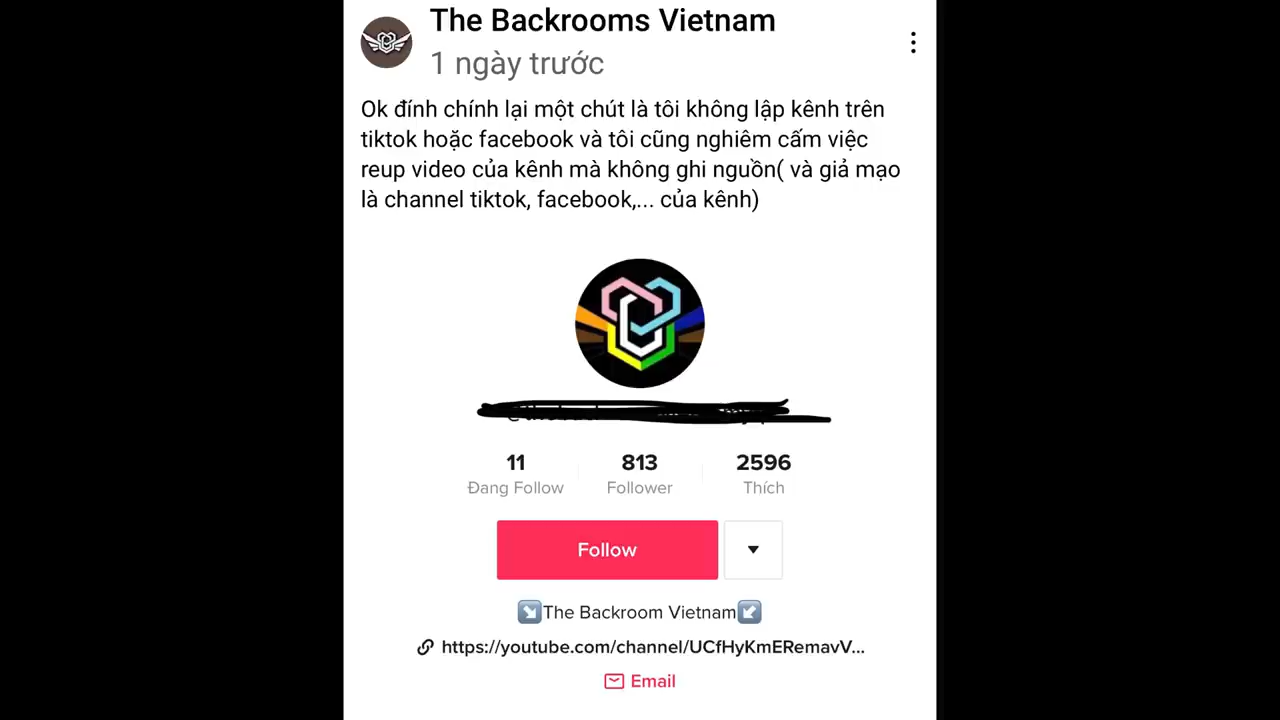 The Backrooms Vietnam
1 ngày trước
Ok đính chính lại một chút là tôi không lập kênh trên
tiktok hoặc facebook và tôi cũng nghiêm cấm việc
reup video của kênh mà không ghi nguồn( và giả mạo
là channel tiktok, facebook,... của kênh)
11 813 2596
Đang Follow Follower Thích
Follow
The Backroom Vietnam
https://youtube.com/channel/UCfHyKmERemavV...
Email